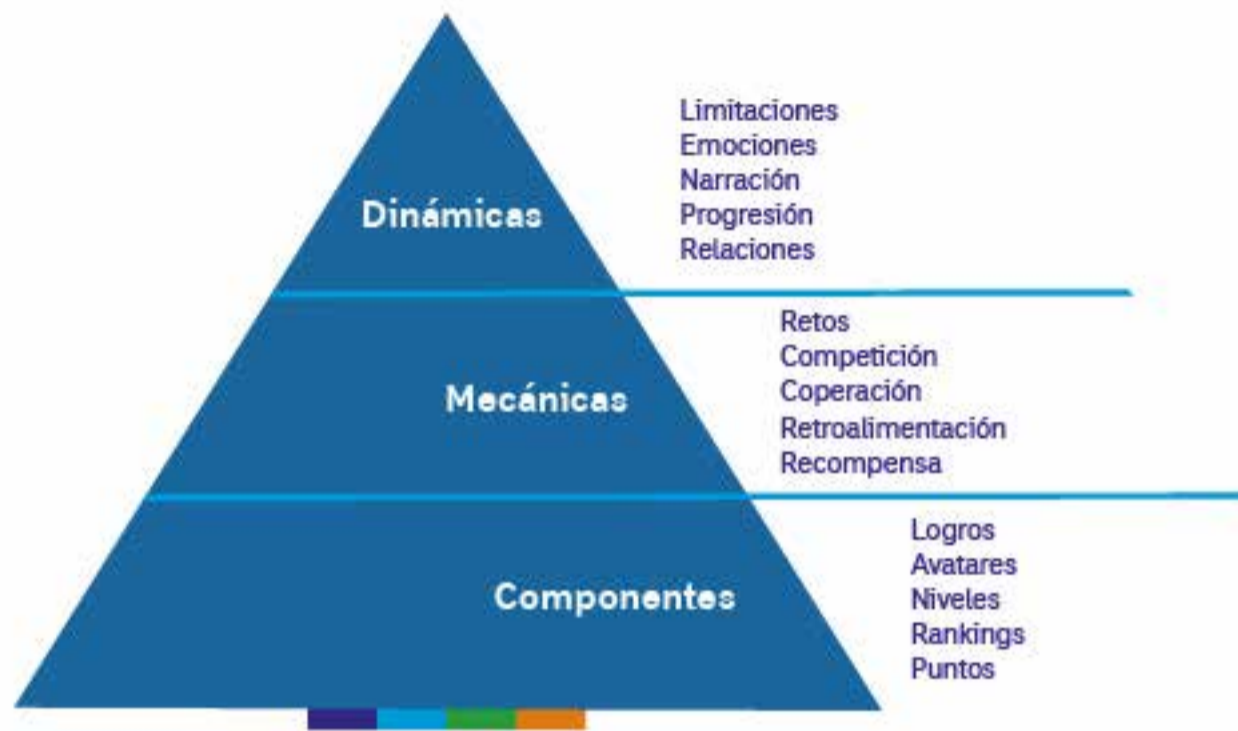 Limitaciones
Emociones
Narración
Dinámicas
Progresión
Relaciones
Retos
Competición
Mecánicas
Coperación
Retroalimentación
Recompensa
Logros
Avatares
Componentes
Niveles
Rankings
Puntos